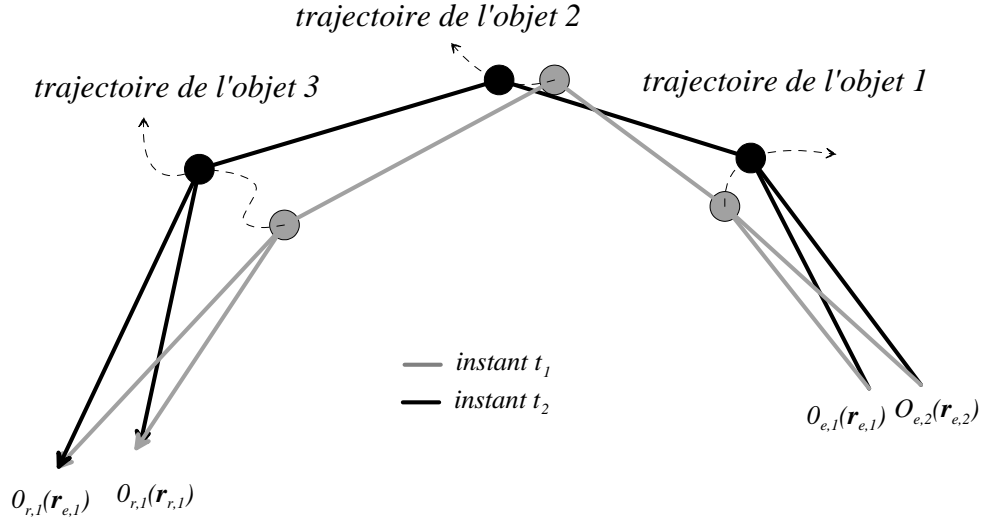 trajectoire de l'objet 2
trajectoire de l'objet 3
trajectoire de l'objet 1
instant t₁
instant t₂
0ₑ,₁(rₑ,₁) Oₑ,₂(rₑ,₂)
0ᵣ,₁(rₑ,₁) 0ᵣ,₁(rᵣ,₁)